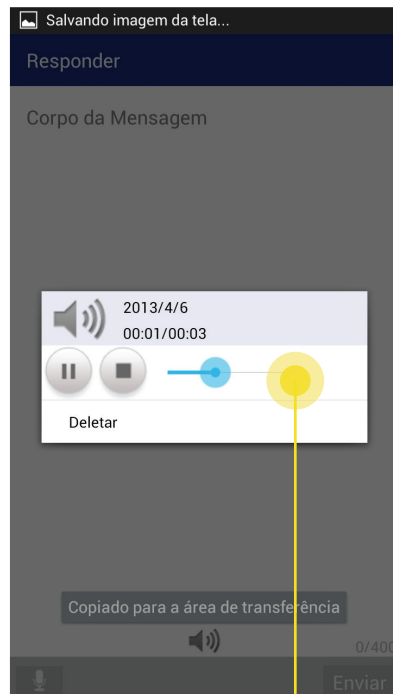 Salvando imagem da tela...
Responder
Corpo da Mensagem
2013/4/6
00:01/00:03
Deletar
Copiado para a área de transferência
0/400
Enviar